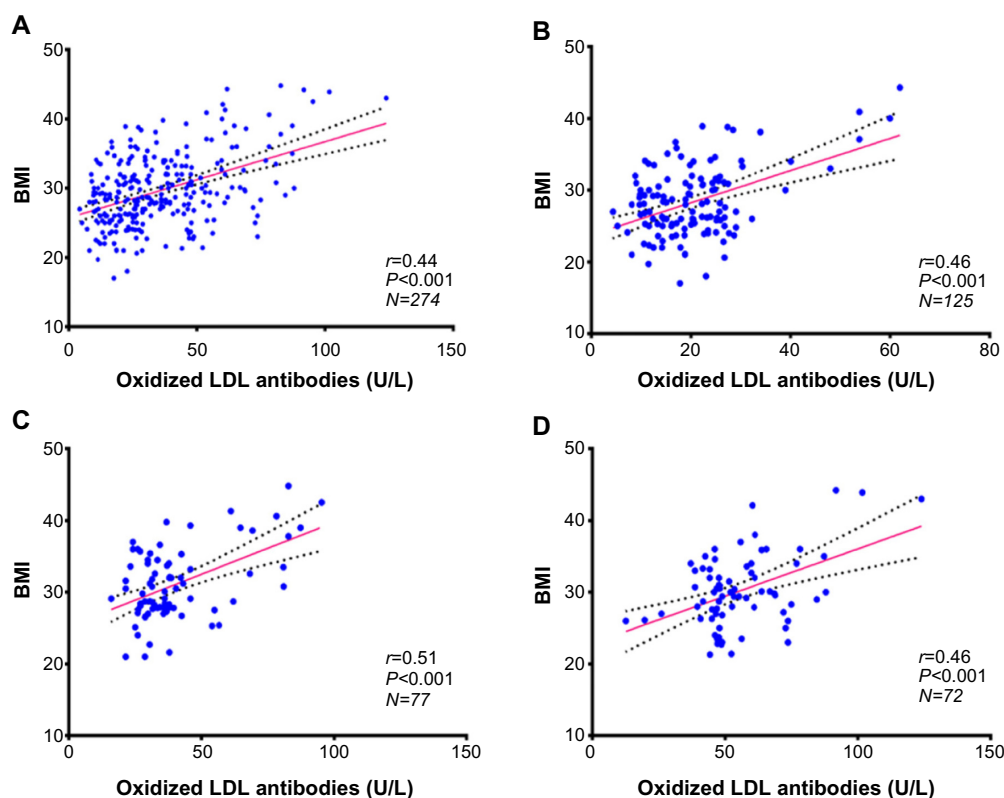 A
50
40
30
20
10
BMI
r=0.44
P<0.001
N=274
0 50 100 150
Oxidized LDL antibodies (U/L)
B
50
40
30
20
10
BMI
r=0.46
P<0.001
N=125
0 20 40 60 80
Oxidized LDL antibodies (U/L)
C
50
40
30
20
10
BMI
r=0.51
P<0.001
N=77
0 50 100 150
Oxidized LDL antibodies (U/L)
D
50
40
30
20
10
BMI
r=0.46
P<0.001
N=72
0 50 100 150
Oxidized LDL antibodies (U/L)